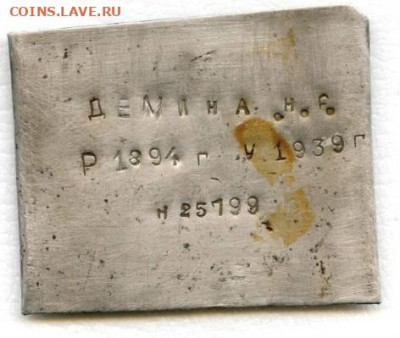 COINS.LAVE.RU
ДЕМИНА .Н.Е.
Р 1894 г У 1939 г
н 25799